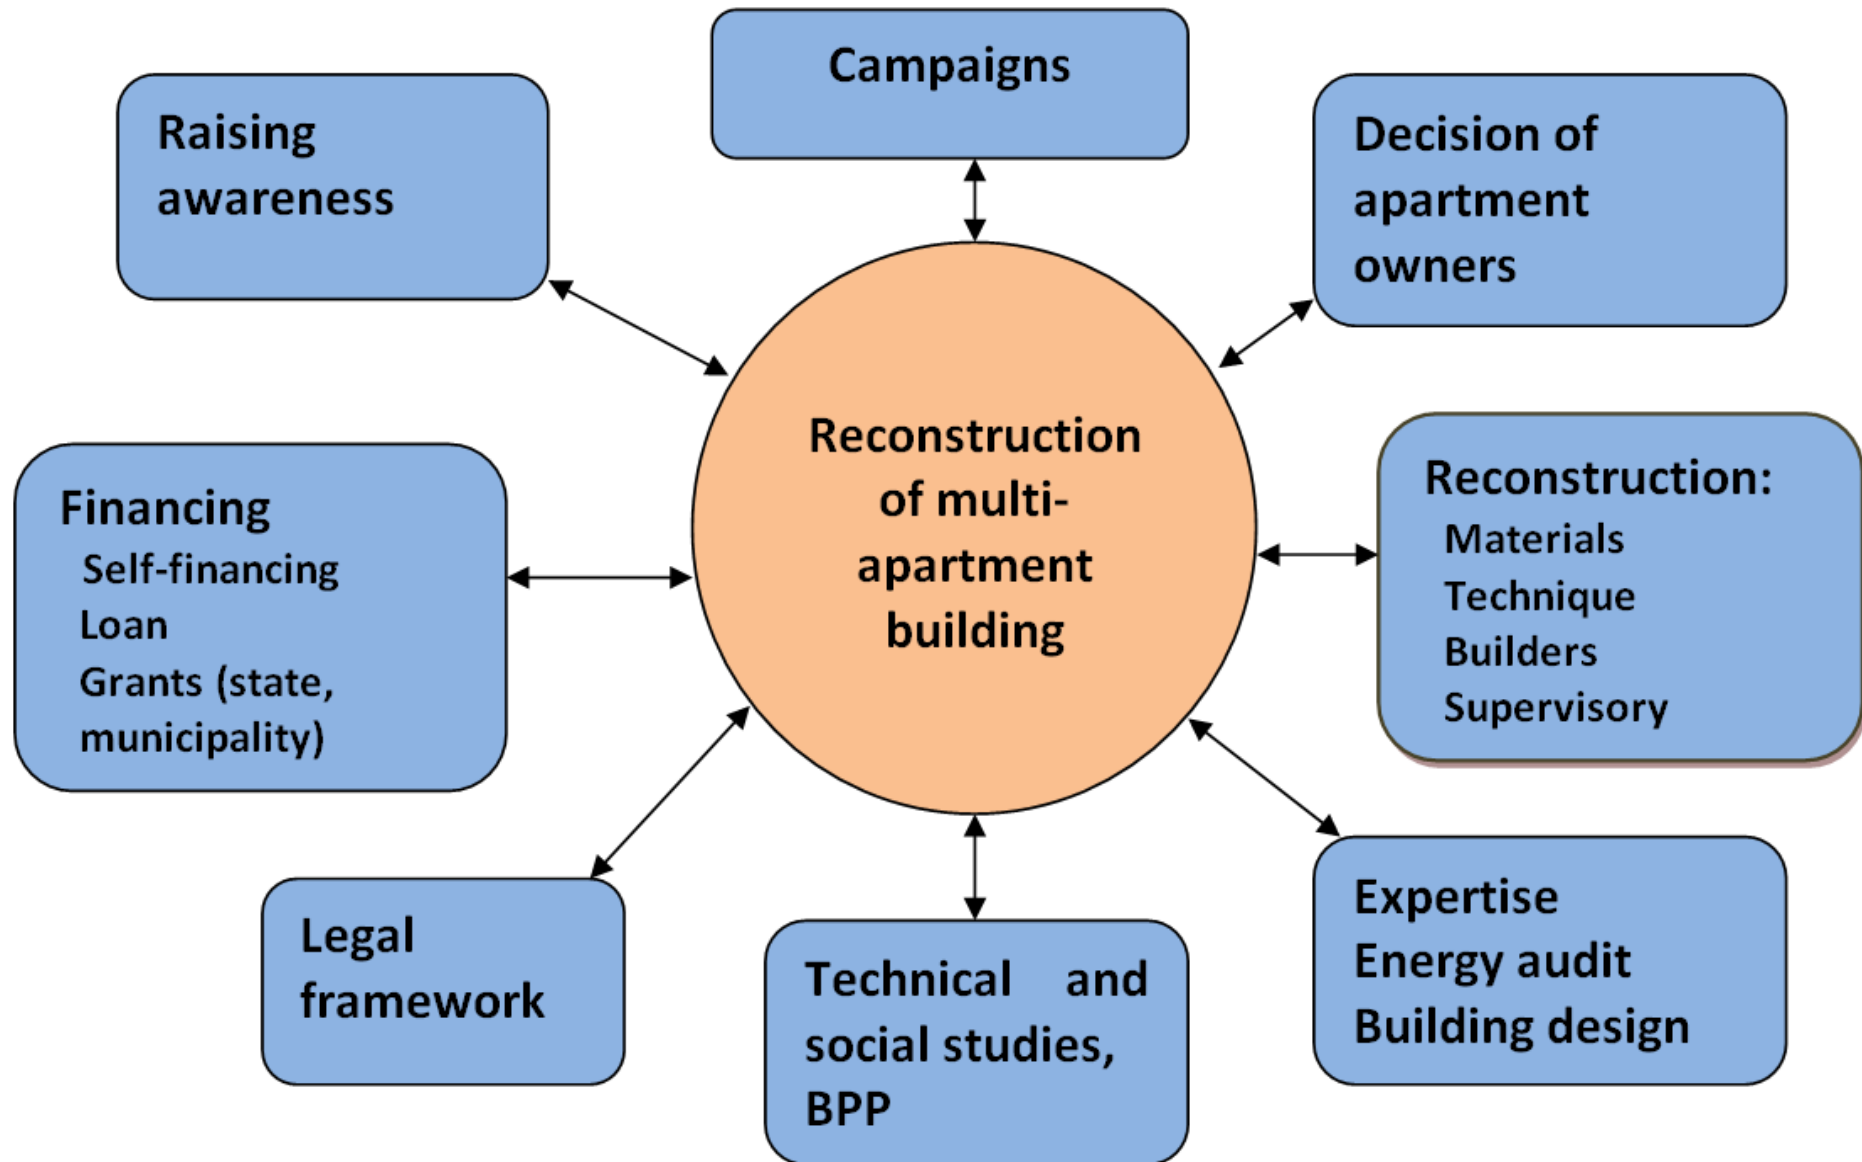 Campaigns
Raising
awareness
Decision of
apartment
owners
Reconstruction
of multi-
apartment
building
Financing
Self-financing
Loan
Grants (state,
municipality)
Reconstruction:
Materials
Technique
Builders
Supervisory
Legal
framework
Technical and
social studies,
BPP
Expertise
Energy audit
Building design